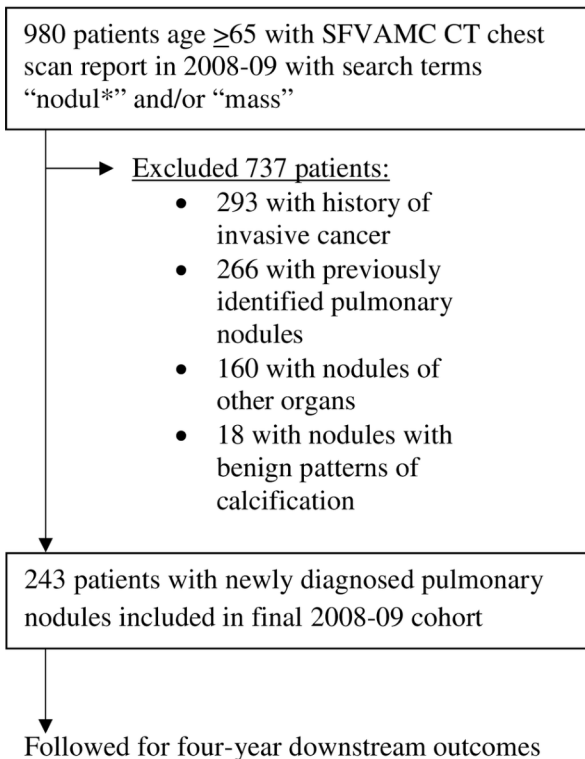 980 patients age ≥65 with SFVAMC CT chest
scan report in 2008-09 with search terms
“nodul*” and/or “mass”
Excluded 737 patients:
• 293 with history of
invasive cancer
• 266 with previously
identified pulmonary
nodules
• 160 with nodules of
other organs
• 18 with nodules with
benign patterns of
calcification
243 patients with newly diagnosed pulmonary
nodules included in final 2008-09 cohort
Followed for four-year downstream outcomes